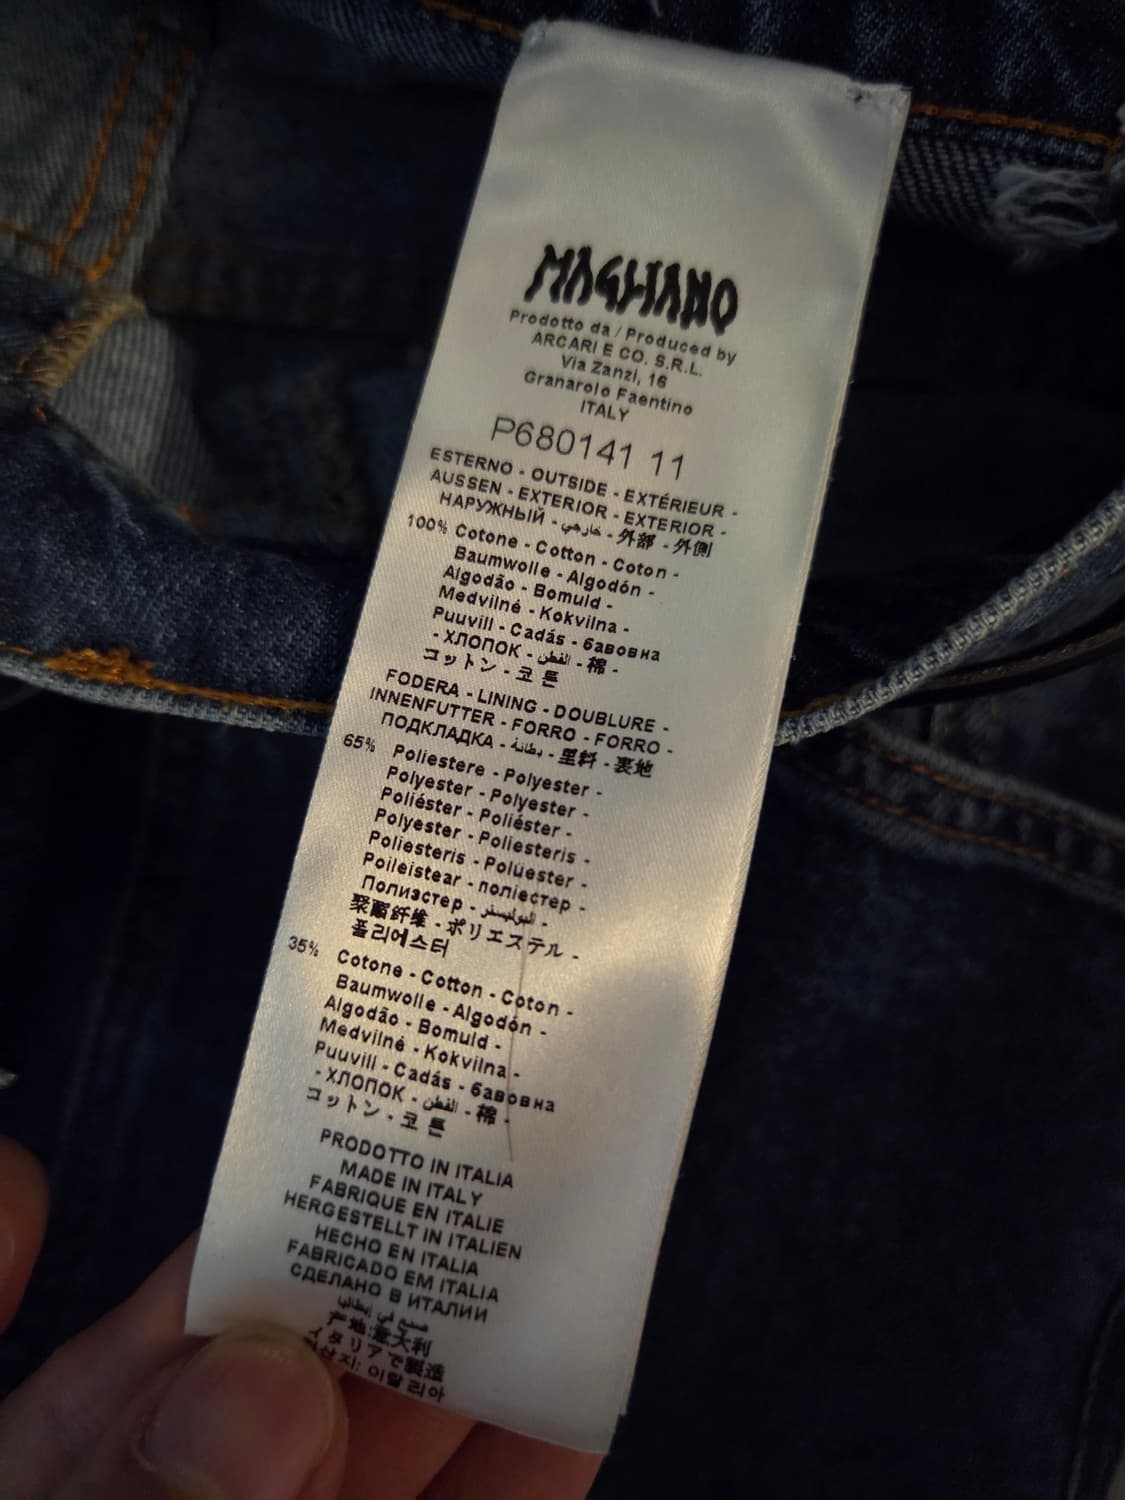 MAGLIANO
Prodotto da / Produced by
ARCARI E CO. S.R.L.
Via Zanzi, 16
Granarolo Faentino
ITALY
P680141 11
ESTERNO - OUTSIDE - EXTÉRIEUR -
AUSSEN - EXTERIOR - EXTERIOR -
НАРУЖНЫЙ - خارجي - 外部 - 外側
100% Cotone - Cotton - Coton -
Baumwolle - Algodón -
Algodão - Bomuld -
Medvilnė - Kokvilna -
Puuvill - Cadás - бавовна
- ХЛОПОК - القطن - 棉 -
コットン - 코튼
FODERA - LINING - DOUBLURE -
INNENFUTTER - FORRO - FORRO -
ПОДКЛАДКА - بطانة - 里料 - 裏地
65% Poliestere - Polyester -
Polyester - Polyester -
Poliéster - Poliéster -
Polyester - Poliesteris -
Poliesteris - Polüester -
Poileistear - поліестер -
Полиэстер - البوليستر -
聚酯纤维 - ポリエステル -
폴리에스터
35% Cotone - Cotton - Coton -
Baumwolle - Algodón -
Algodão - Bomuld -
Medvilnė - Kokvilna -
Puuvill - Cadás - бавовна
- ХЛОПОК - القطن - 棉 -
コットン - 코튼
PRODOTTO IN ITALIA
MADE IN ITALY
FABRIQUE EN ITALIE
HERGESTELLT IN ITALIEN
HECHO EN ITALIA
FABRICADO EM ITALIA
СДЕЛАНО В ИТАЛИИ
صنع في إيطاليا
产地:意大利
イタリアで製造
원산지: 이탈리아